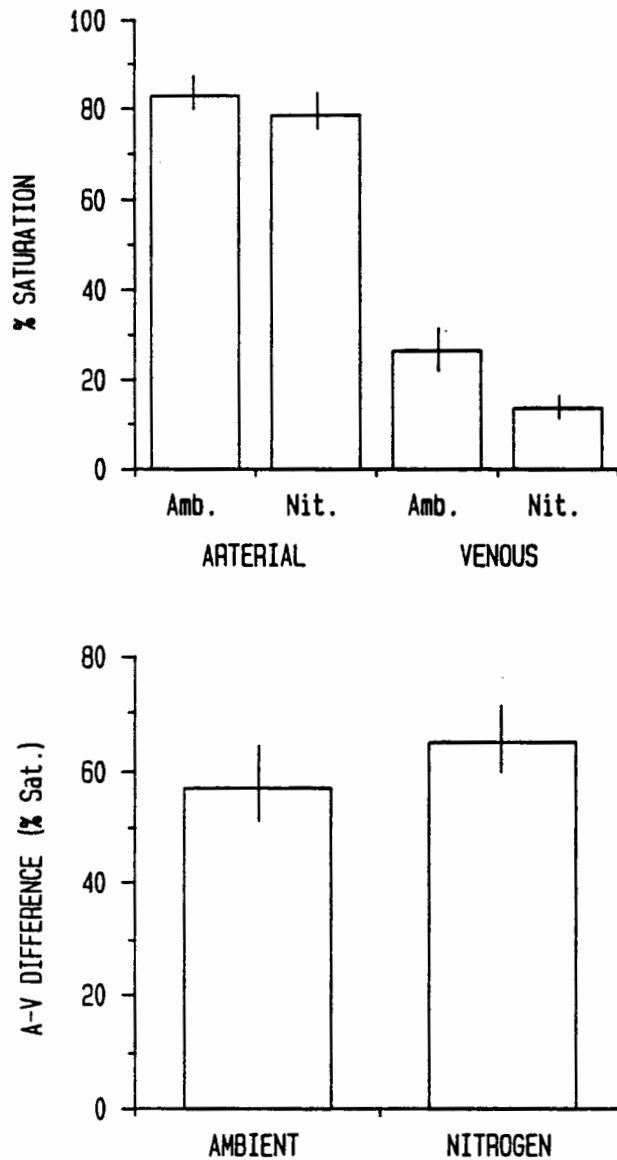 100
80
60
40
20
0
% SATURATION
Amb. Nit. Amb. Nit.
ARTERIAL VENOUS
80
60
40
20
0
A-V DIFFERENCE (% Sat.)
AMBIENT NITROGEN